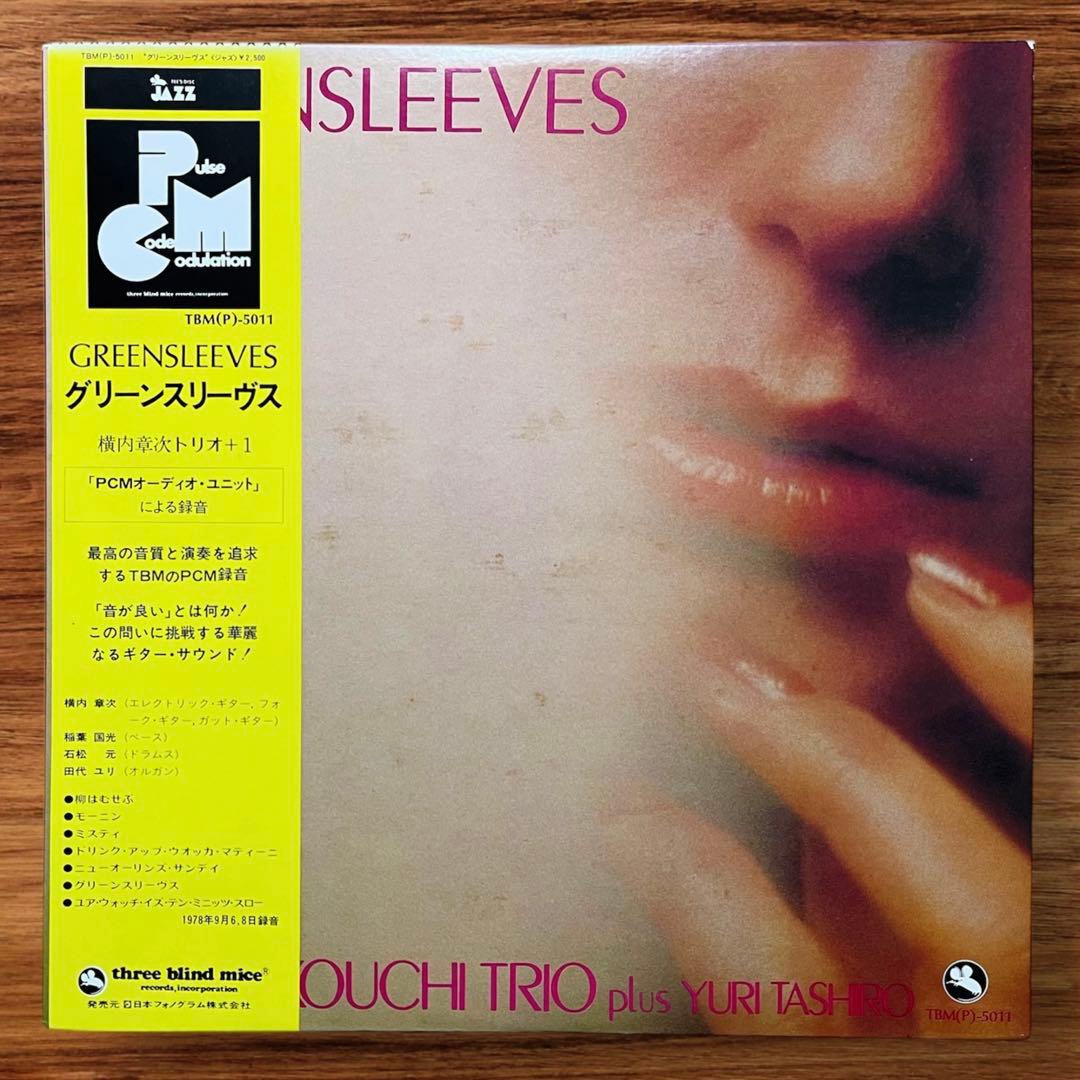 TBM(P)-5011 "グリーンスリーヴス"〈ジャズ〉¥2,500
TEE'S DISC
JAZZ
Pulse
Code
Modulation
three blind mice records, incorporation
TBM(P)-5011
GREENSLEEVES
グリーンスリーヴス
横内章次トリオ+1
「PCMオーディオ・ユニット」
による録音
最高の音質と演奏を追求
するTBMのPCM録音
「音が良い」とは何か!
この問いに挑戦する華麗
なるギター・サウンド!
横内 章次(エレクトリック・ギター, フォ
ーク・ギター, ガット・ギター)
稲葉 国光(ベース)
石松 元(ドラムス)
田代 ユリ(オルガン)
●柳はむせぶ
●モーニン
●ミスティ
●ドリンク・アップ・ウオッカ・マティーニ
●ニューオーリンズ・サンデイ
●グリーンスリーヴス
●ユア・ウォッチ・イズ・テン・ミニッツ・スロー
1978年9月6,8日録音
three blind mice®
records, incorporation
発売元 日本フォノグラム株式会社
NSLEEVES
KOUCHI TRIO plus YURI TASHIRO
TBM(P)-5011